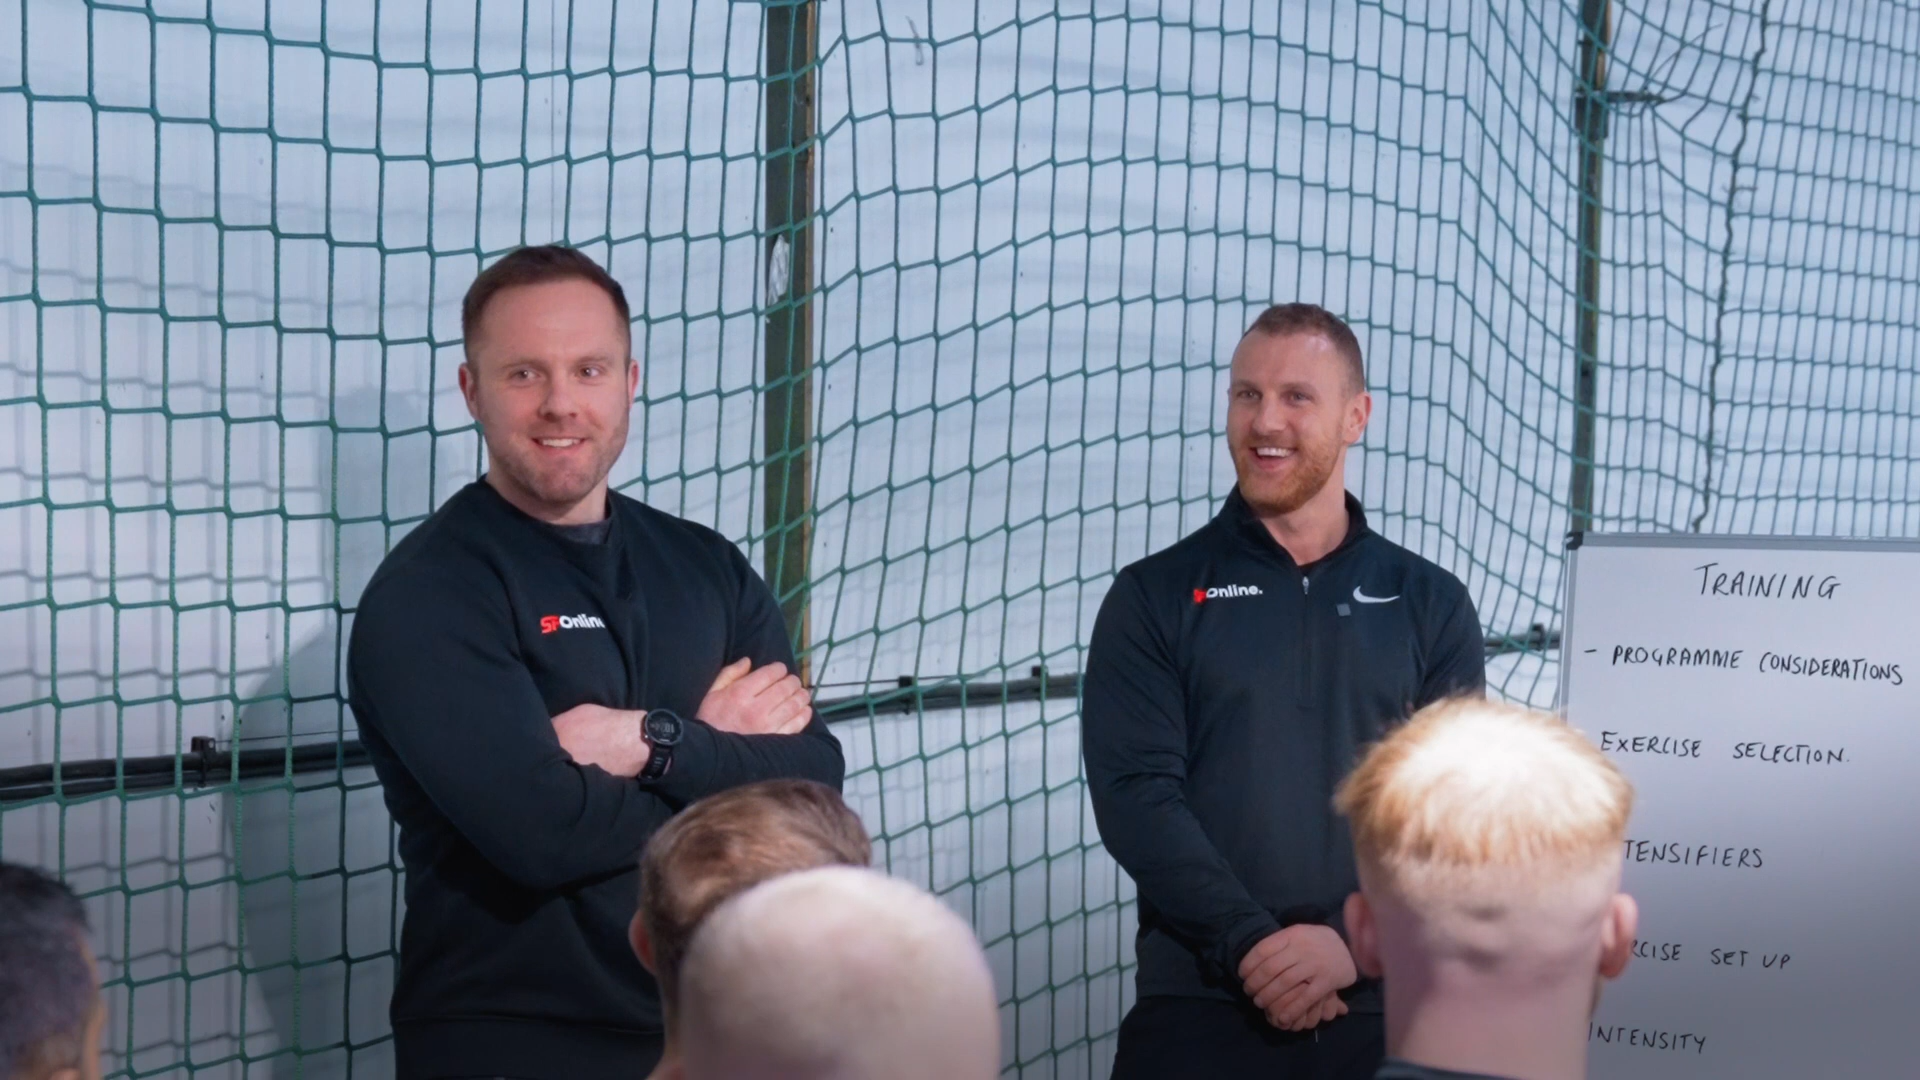 SFOnline
Online.
TRAINING
- PROGRAMME CONSIDERATIONS
EXERCISE SELECTION.
TENSIFIERS
RCISE SET UP
INTENSITY